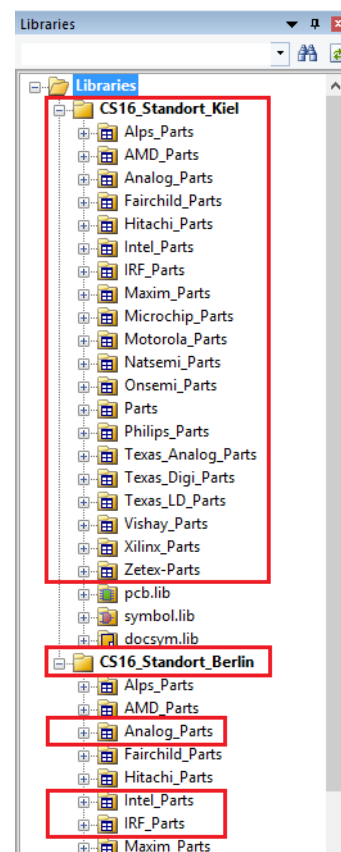 Libraries
Libraries
CS16_Standort_Kiel
Alps_Parts
AMD_Parts
Analog_Parts
Fairchild_Parts
Hitachi_Parts
Intel_Parts
IRF_Parts
Maxim_Parts
Microchip_Parts
Motorola_Parts
Natsemi_Parts
Onsemi_Parts
Parts
Philips_Parts
Texas_Analog_Parts
Texas_Digi_Parts
Texas_LD_Parts
Vishay_Parts
Xilinx_Parts
Zetex-Parts
pcb.lib
symbol.lib
docsym.lib
CS16_Standort_Berlin
Alps_Parts
AMD_Parts
Analog_Parts
Fairchild_Parts
Hitachi_Parts
Intel_Parts
IRF_Parts
Maxim_Parts